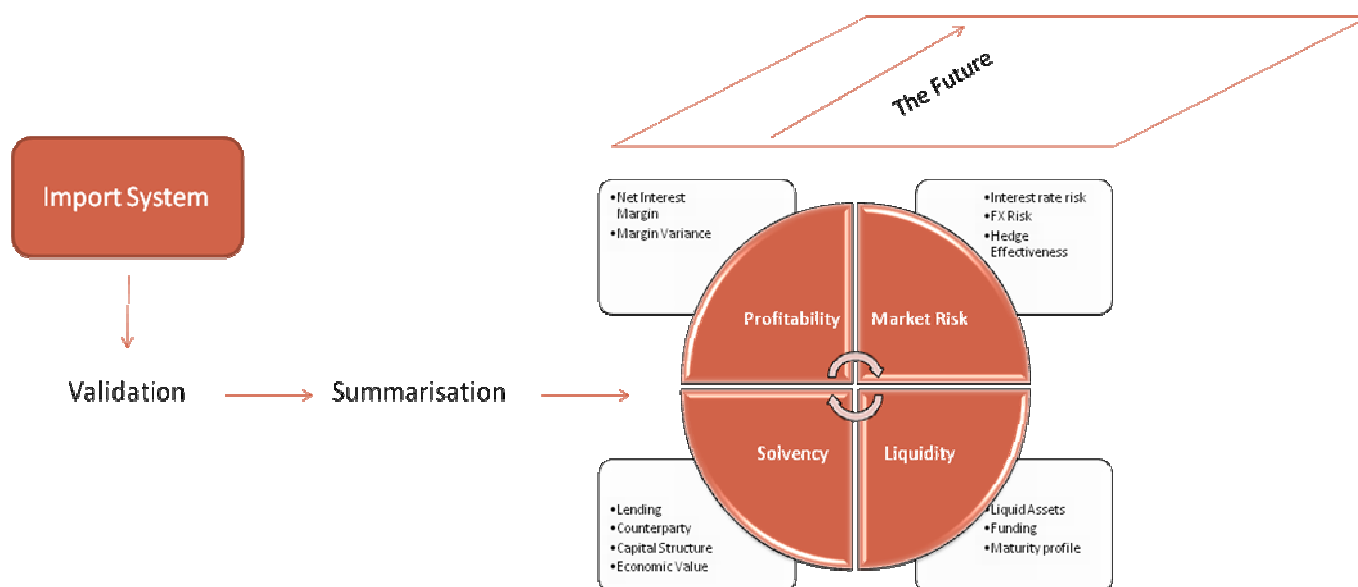 The Future
Import System
•Net Interest
Margin
•Margin Variance
•Interest rate risk
•FX Risk
•Hedge
Effectiveness
Profitability
Market Risk
Validation
Summarisation
Solvency
Liquidity
•Lending
•Counterparty
•Capital Structure
•Economic Value
•Liquid Assets
•Funding
•Maturity profile